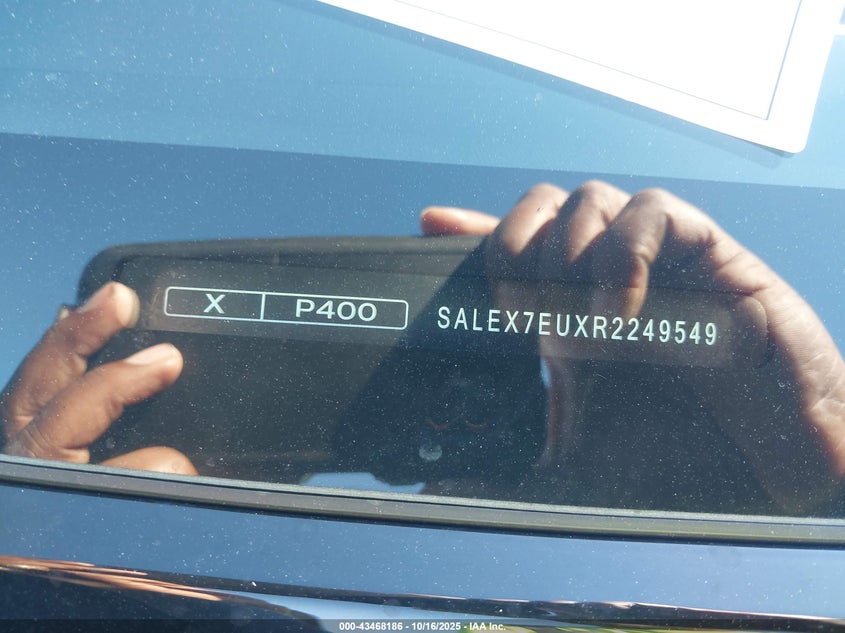 X P400 SALEX7EUXR2249549
000-43468186 - 10/16/2025 - IAA Inc.